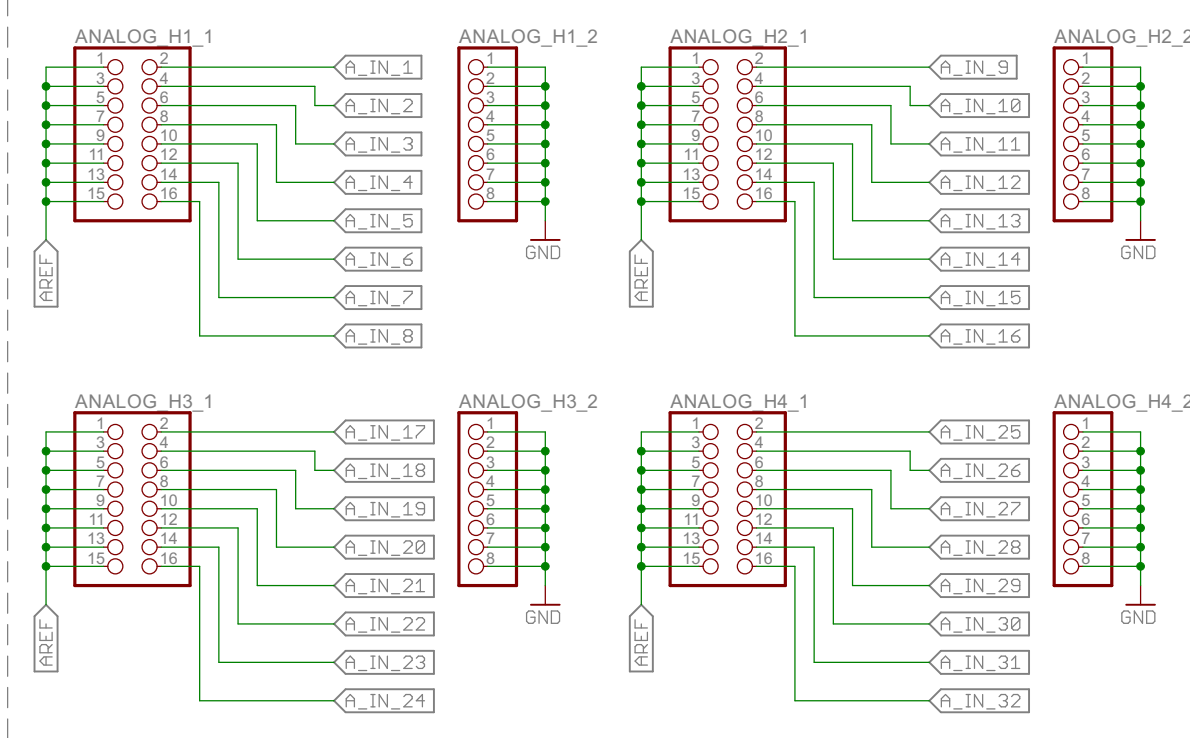 ANALOG_H1_1
1 2
3 4
5 6
7 8
9 10
11 12
13 14
15 16
A_IN_1
A_IN_2
A_IN_3
A_IN_4
A_IN_5
A_IN_6
A_IN_7
A_IN_8
AREF
ANALOG_H1_2
1
2
3
4
5
6
7
8
GND
ANALOG_H2_1
1 2
3 4
5 6
7 8
9 10
11 12
13 14
15 16
A_IN_9
A_IN_10
A_IN_11
A_IN_12
A_IN_13
A_IN_14
A_IN_15
A_IN_16
AREF
ANALOG_H2_2
1
2
3
4
5
6
7
8
GND
ANALOG_H3_1
1 2
3 4
5 6
7 8
9 10
11 12
13 14
15 16
A_IN_17
A_IN_18
A_IN_19
A_IN_20
A_IN_21
A_IN_22
A_IN_23
A_IN_24
AREF
ANALOG_H3_2
1
2
3
4
5
6
7
8
GND
ANALOG_H4_1
1 2
3 4
5 6
7 8
9 10
11 12
13 14
15 16
A_IN_25
A_IN_26
A_IN_27
A_IN_28
A_IN_29
A_IN_30
A_IN_31
A_IN_32
AREF
ANALOG_H4_2
1
2
3
4
5
6
7
8
GND